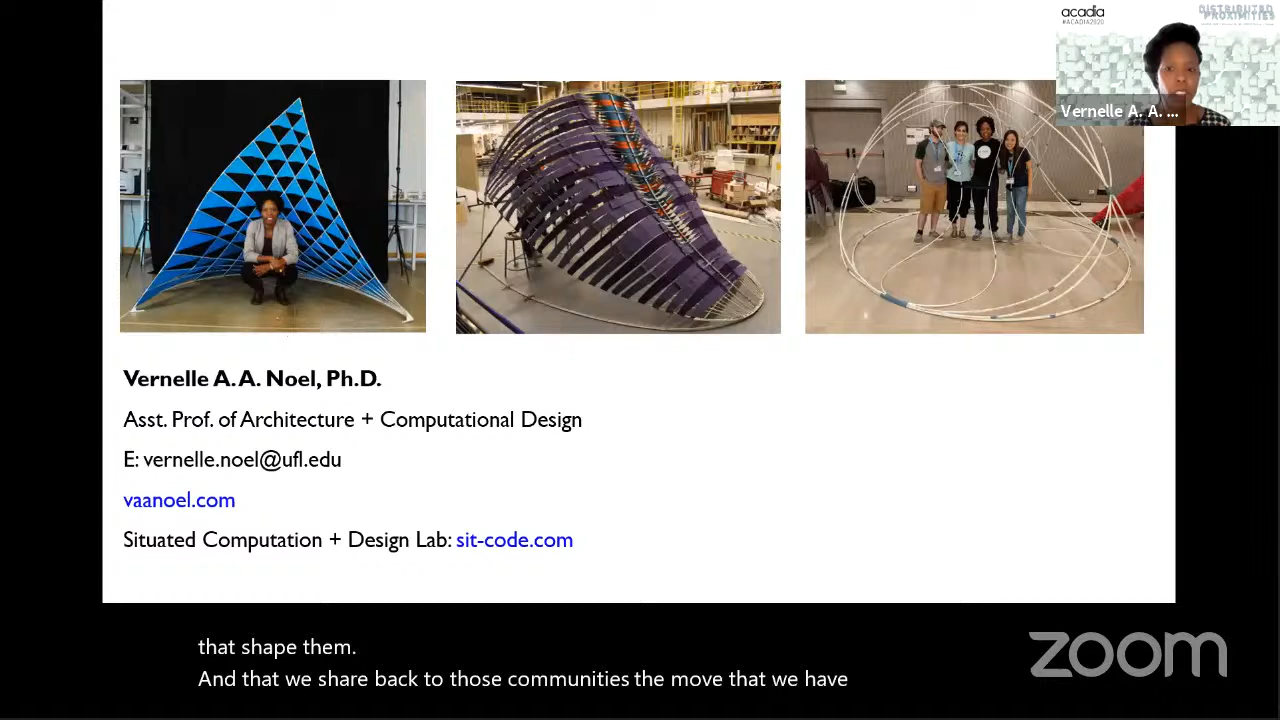 acadia
#ACADIA2020
DISTRIBUTED
PROXIMITIES
Vernelle A. A. ...
Vernelle A. A. Noel, Ph.D.
Asst. Prof. of Architecture + Computational Design
E: vernelle.noel@ufl.edu
vaanoel.com
Situated Computation + Design Lab: sit-code.com
that shape them.
And that we share back to those communities the move that we have
zoom